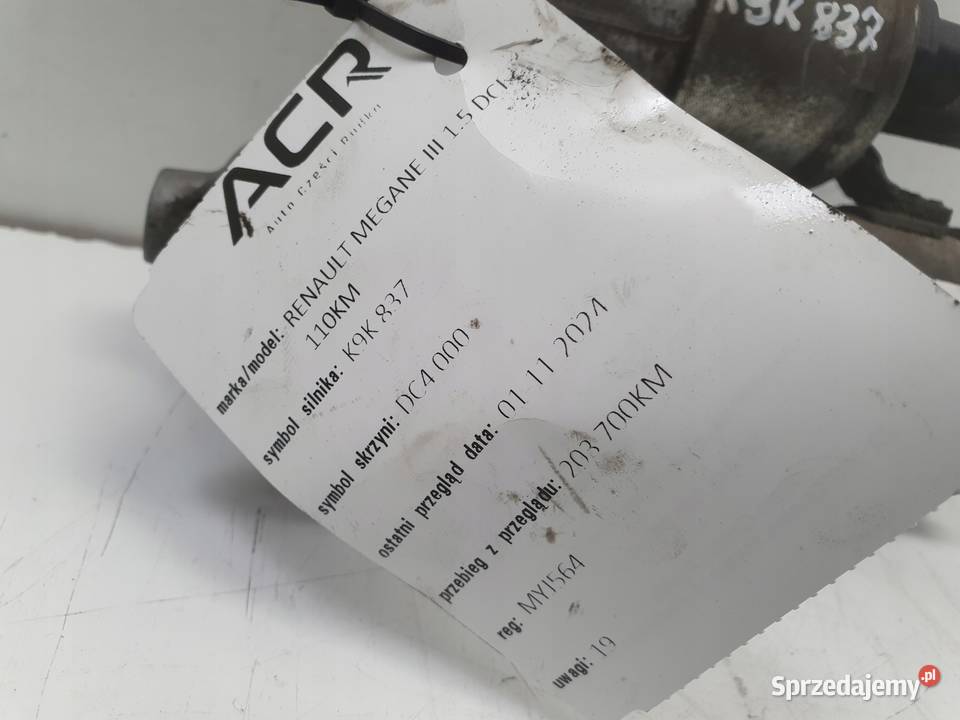 K9K 837
ACR
Auto Części Rudka
marka/model: RENAULT MEGANE III 1.5 DCI
110KM
symbol silnika: K9K 837
symbol skrzyni: DC4 000
ostatni przegląd data: 01 11 2024
przebieg z przeglądu: 203 700KM
reg: MYI564
uwagi: 19
Sprzedajemy.pl